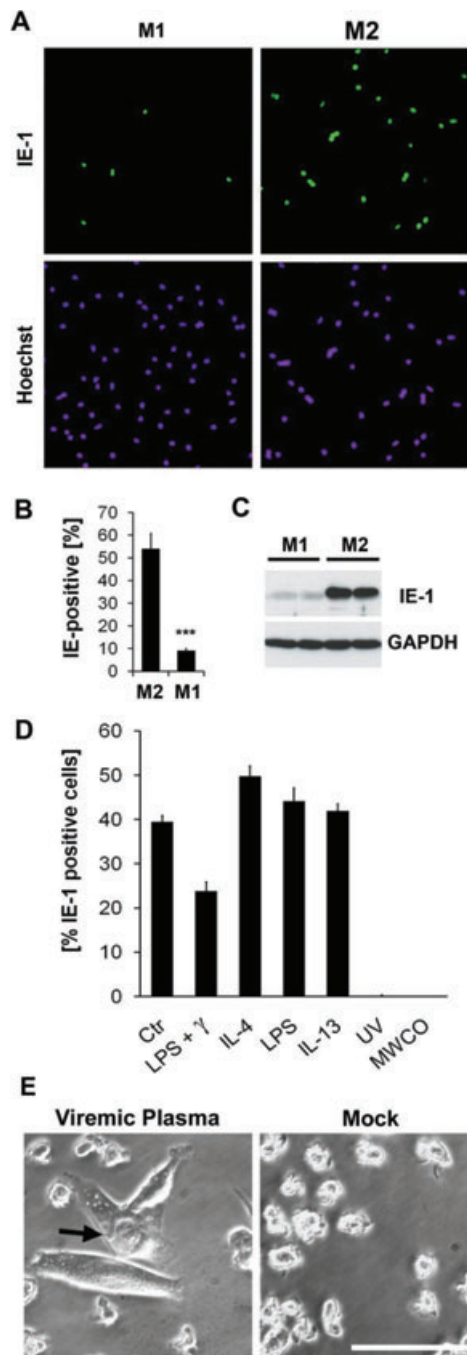 A
M1 M2
IE-1
Hoechst
B
IE-positive [%]
70
60
50
40
30
20
10
0
***
M2 M1
C
M1 M2
IE-1
GAPDH
D
[% IE-1 positive cells]
60
50
40
30
20
10
0
Ctr
LPS + γ
IL-4
LPS
IL-13
UV
MWCO
E
Viremic Plasma Mock